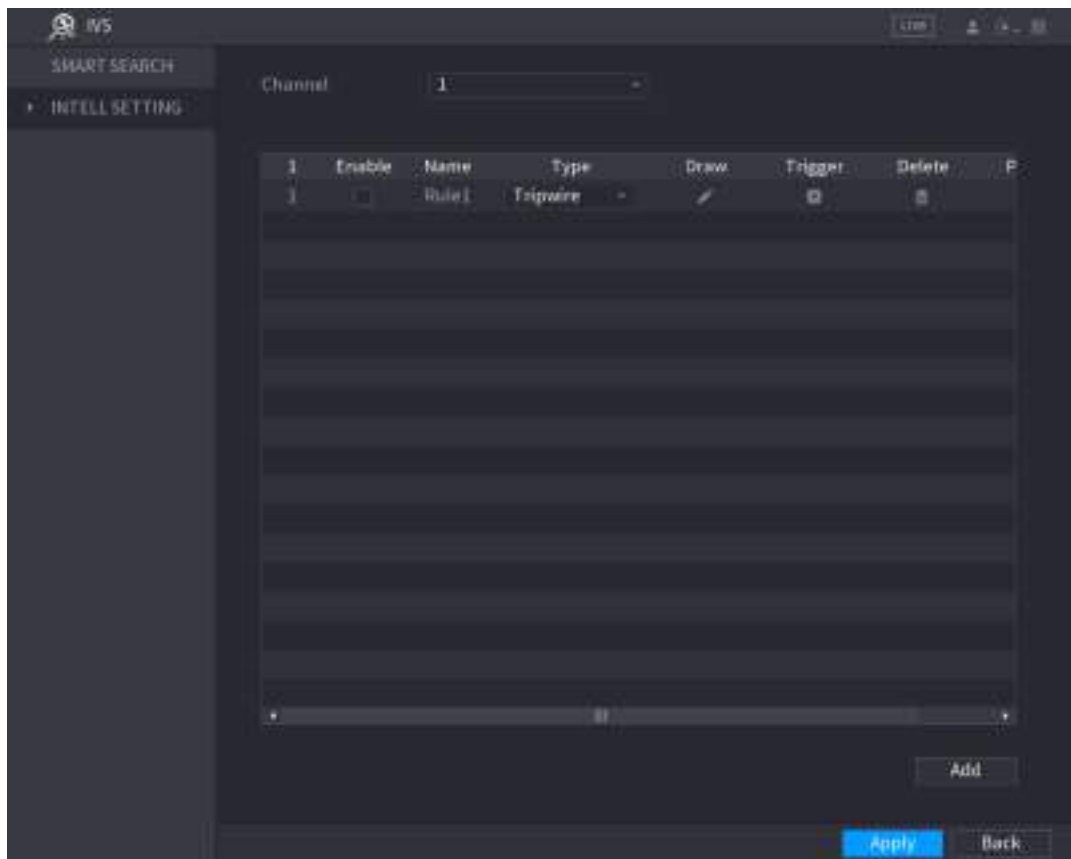 IVS
LIVE
SMART SEARCH
INTELL SETTING
Channel 1
1 Enable Name Type Draw Trigger Delete P
1 Rule1 Tripwire
Add
Apply Back